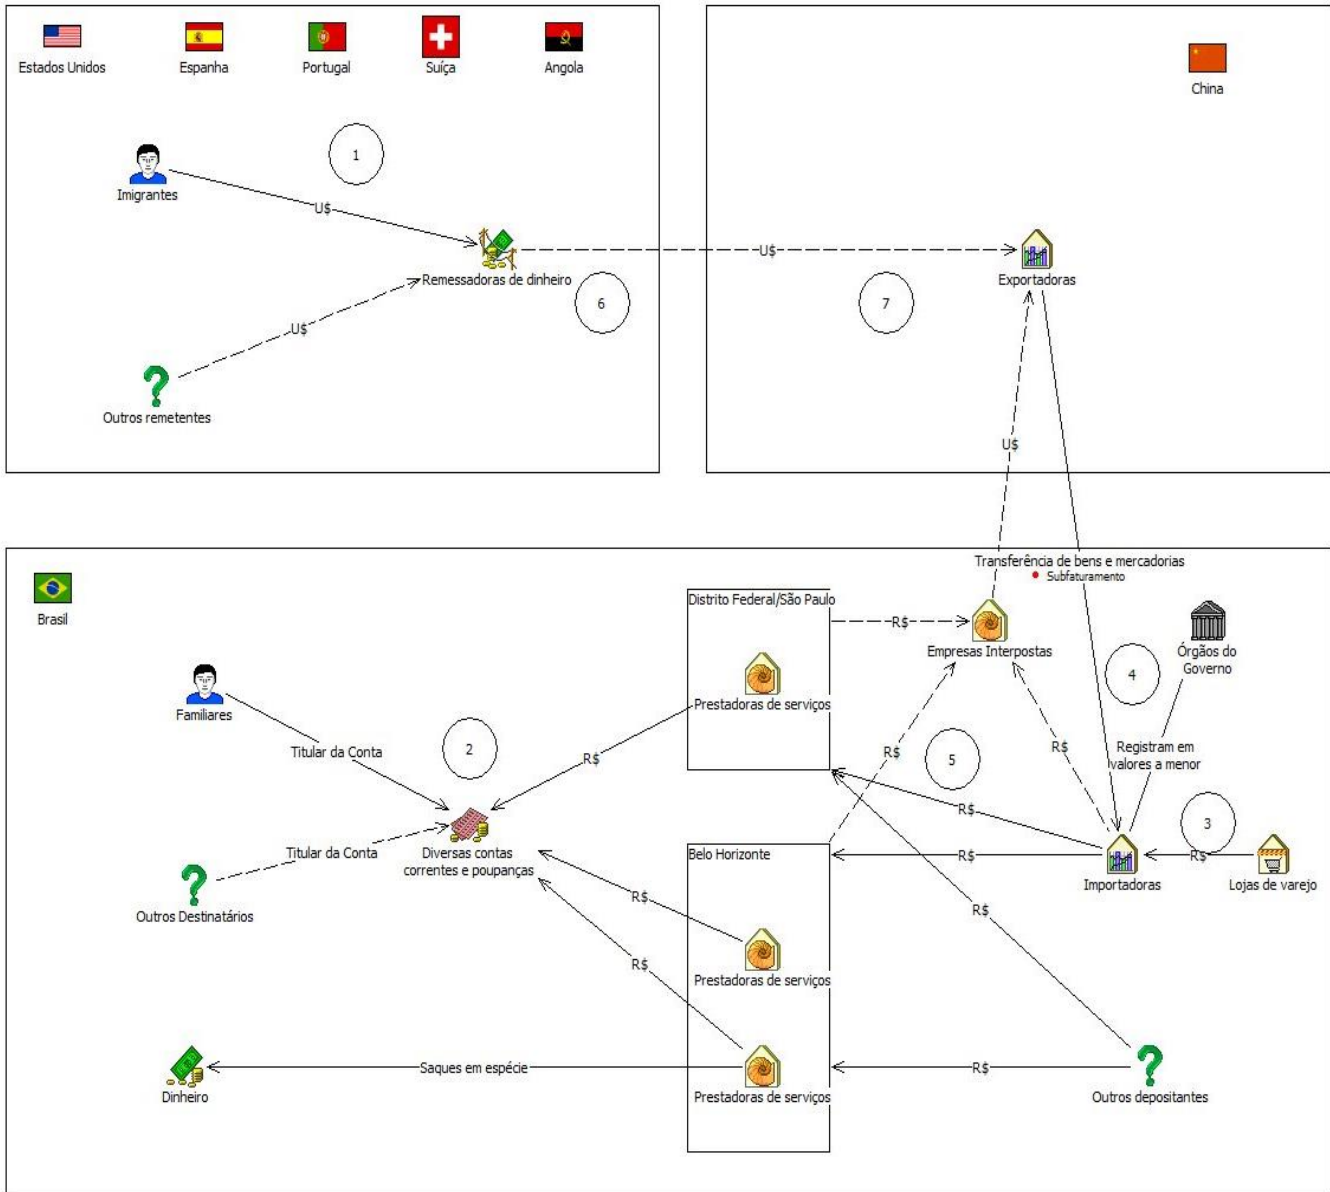 Estados Unidos
Espanha
Portugal
Suíça
Angola
China
1
Imigrantes
U$
Remessadoras de dinheiro
U$
Exportadoras
6
7
U$
Outros remetentes
U$
Transferência de bens e mercadorias
Subfaturamento
Brasil
Distrito Federal/São Paulo
R$
Empresas Interpostas
Órgãos do
Governo
4
Familiares
Prestadoras de serviços
2
Titular da Conta
R$
R$
5
R$
Registram em
valores a menor
R$
3
Titular da Conta
Diversas contas
correntes e poupanças
Belo Horizonte
R$
R$
Importadoras
Lojas de varejo
Outros Destinatários
R$
R$
R$
Prestadoras de serviços
Saques em espécie
R$
Dinheiro
Prestadoras de serviços
Outros depositantes